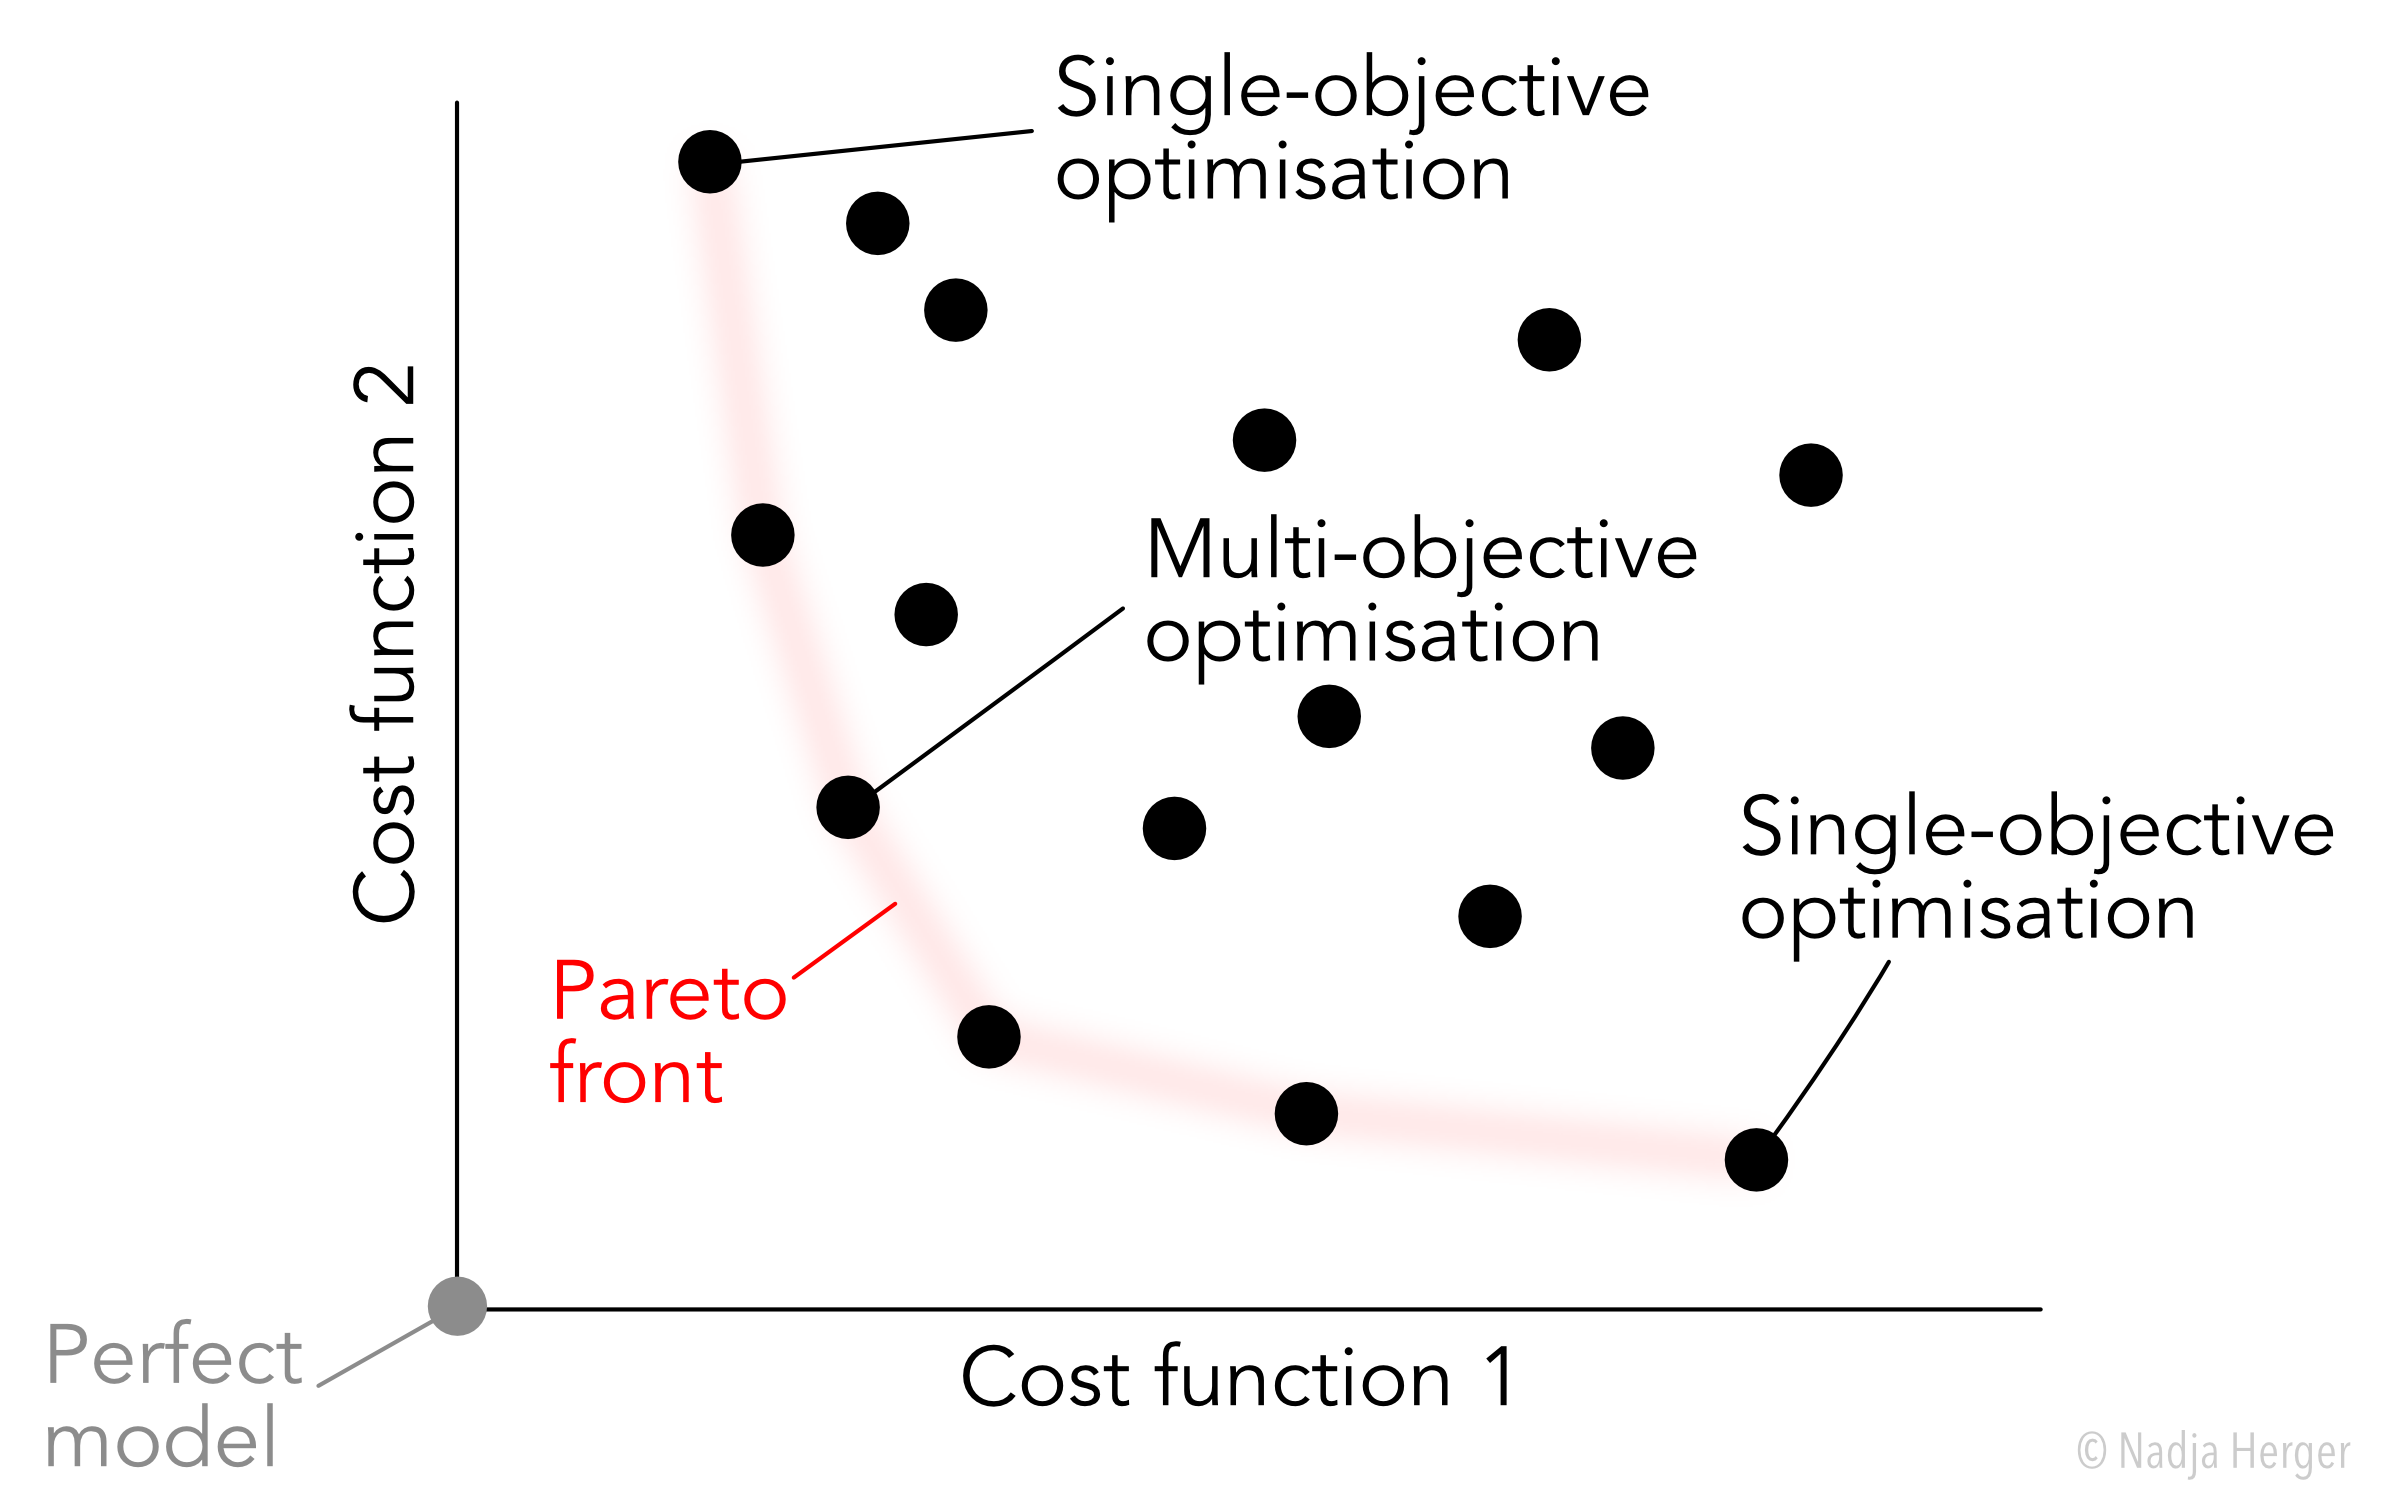 Single-objective
optimisation
Cost function 2
Multi-objective
optimisation
Single-objective
optimisation
Pareto
front
Perfect
model
Cost function 1
© Nadja Herger